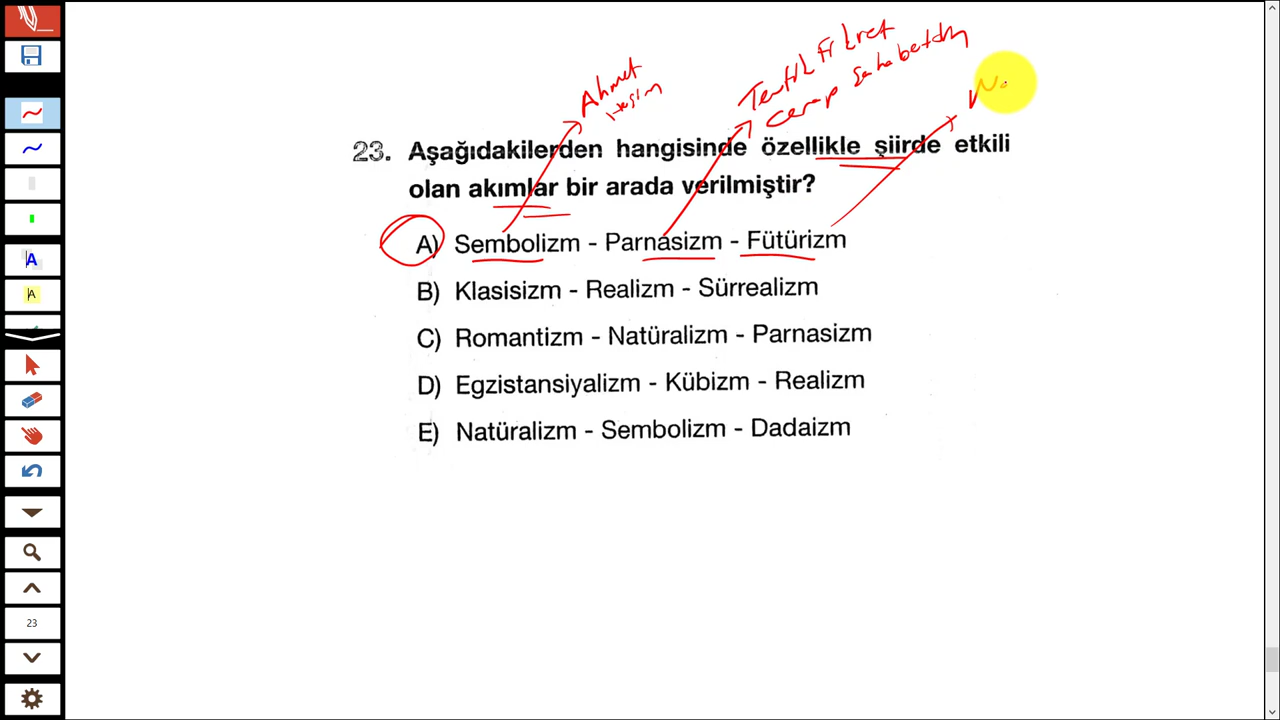 Ahmet
Haşim
Tevfik Fikret
Cenap Şahabettin
N.
23. Aşağıdakilerden hangisinde özellikle şiirde etkili
olan akımlar bir arada verilmiştir?
A) Sembolizm - Parnasizm - Fütürizm
B) Klasisizm - Realizm - Sürrealizm
C) Romantizm - Natüralizm - Parnasizm
D) Egzistansiyalizm - Kübizm - Realizm
E) Natüralizm - Sembolizm - Dadaizm
A
A
23